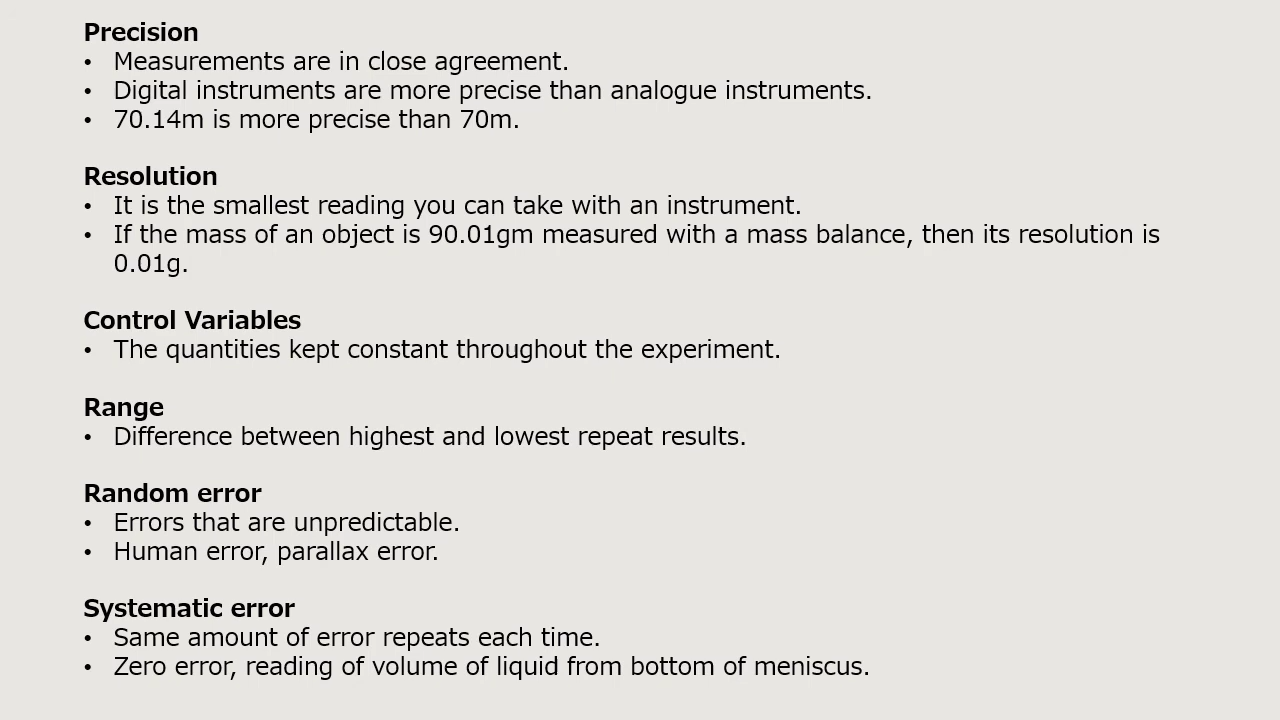 Precision
• Measurements are in close agreement.
• Digital instruments are more precise than analogue instruments.
• 70.14m is more precise than 70m.
Resolution
• It is the smallest reading you can take with an instrument.
• If the mass of an object is 90.01gm measured with a mass balance, then its resolution is
0.01g.
Control Variables
• The quantities kept constant throughout the experiment.
Range
• Difference between highest and lowest repeat results.
Random error
• Errors that are unpredictable.
• Human error, parallax error.
Systematic error
• Same amount of error repeats each time.
• Zero error, reading of volume of liquid from bottom of meniscus.